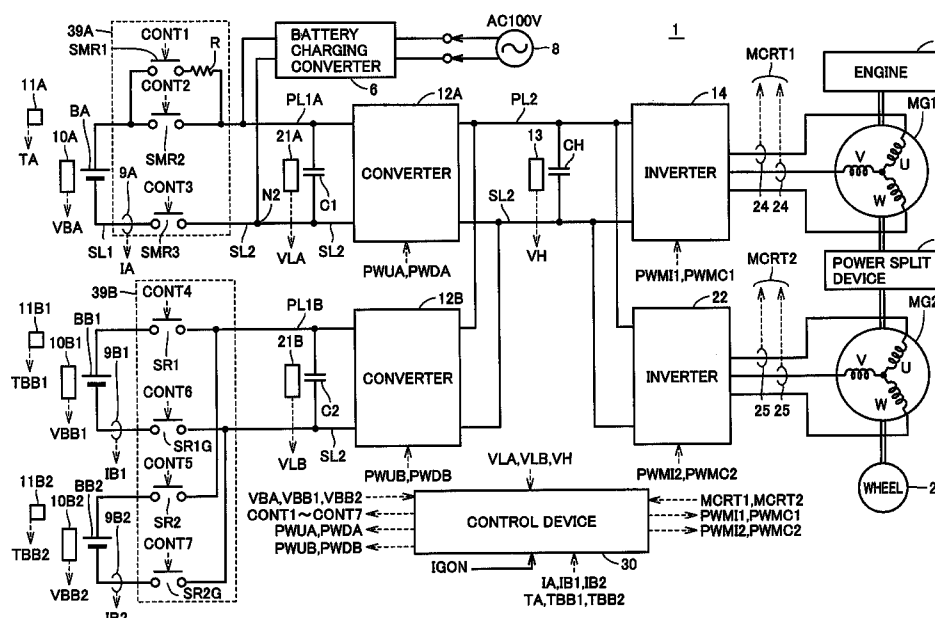 39A
SMR1
CONT1
R
CONT2
SMR2
CONT3
SMR3
11A
TA
10A
BA
VBA
9A
SL1
IA
SL2
N2
BATTERY
CHARGING
CONVERTER
6
AC100V
8
1
PL1A
21A
C1
VLA
SL2
12A
CONVERTER
PWUA,PWDA
PL2
13
CH
SL2
VH
14
INVERTER
PWMI1,PWMC1
MCRT1
24
24
ENGINE
MG1
V
U
W
POWER SPLIT
DEVICE
39B
CONT4
SR1
CONT6
SR1G
CONT5
SR2
CONT7
SR2G
11B1
TBB1
10B1
BB1
VBB1
9B1
IB1
11B2
TBB2
10B2
BB2
VBB2
9B2
IB2
PL1B
21B
C2
VLB
SL2
12B
CONVERTER
PWUB,PWDB
22
INVERTER
PWMI2,PWMC2
MCRT2
25
25
MG2
V
U
W
WHEEL
2
VLA,VLB,VH
VBA,VBB1,VBB2
CONT1~CONT7
PWUA,PWDA
PWUB,PWDB
CONTROL DEVICE
30
MCRT1,MCRT2
PWMI1,PWMC1
PWMI2,PWMC2
IGON
IA,IB1,IB2
TA,TBB1,TBB2